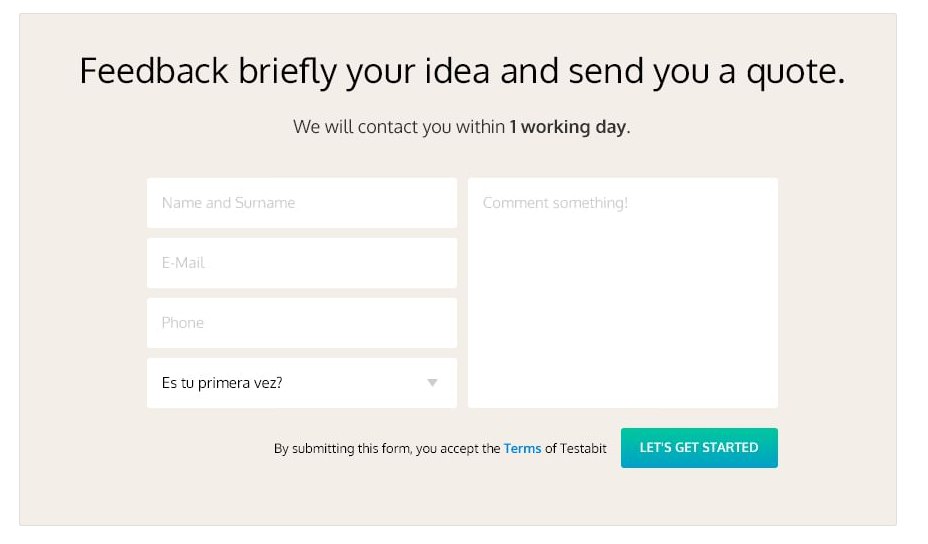 Feedback briefly your idea and send you a quote.
We will contact you within 1 working day.
Name and Surname
Comment something!
E-Mail
Phone
Es tu primera vez?
By submitting this form, you accept the Terms of Testabit
LET'S GET STARTED